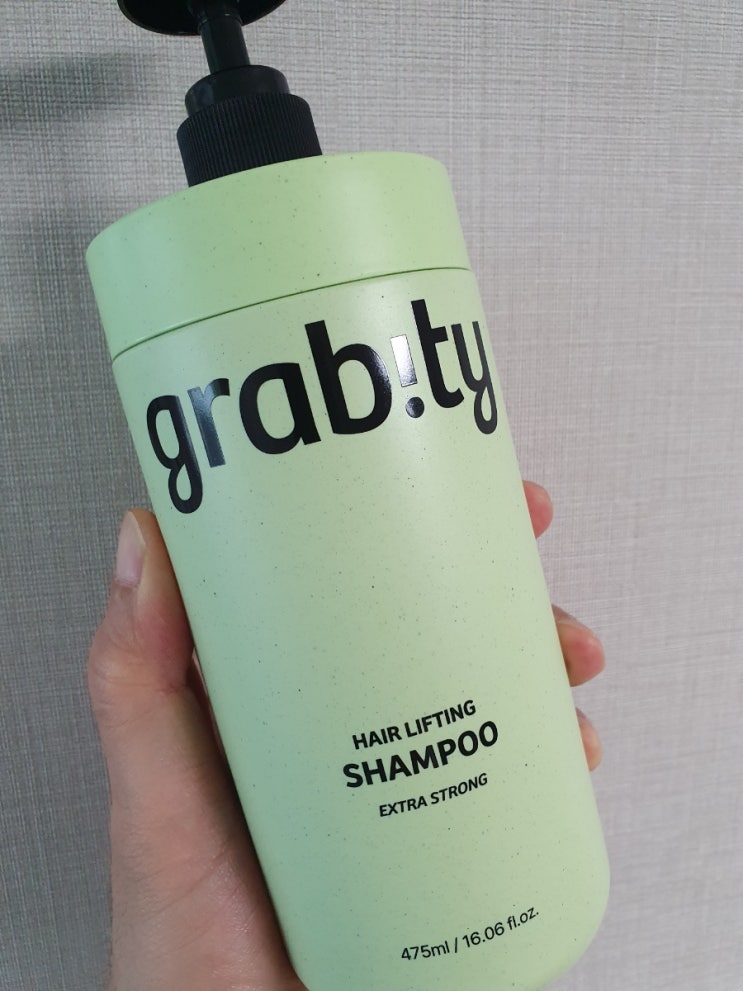 grab!ty
HAIR LIFTING
SHAMPOO
EXTRA STRONG
475ml / 16.06 fl.oz.